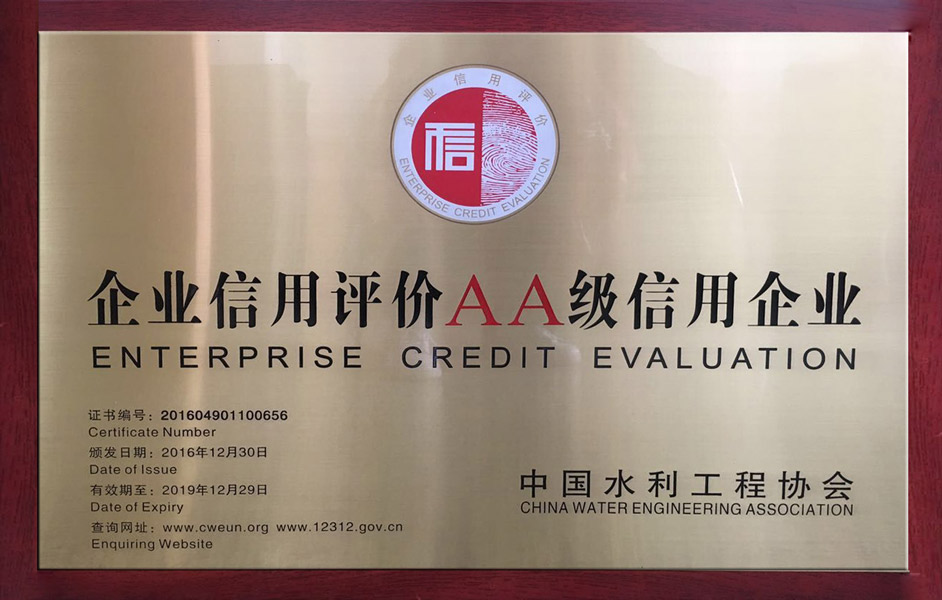 企业信用评价
信
ENTERPRISE CREDIT EVALUATION
企业信用评价AA级信用企业
ENTERPRISE CREDIT EVALUATION
证书编号：201604901100656
Certificate Number
颁发日期：2016年12月30日
Date of Issue
有效期至：2019年12月29日
Date of Expiry
查询网址：www.cweun.org www.12312.gov.cn
Enquiring Website
中国水利工程协会
CHINA WATER ENGINEERING ASSOCIATION